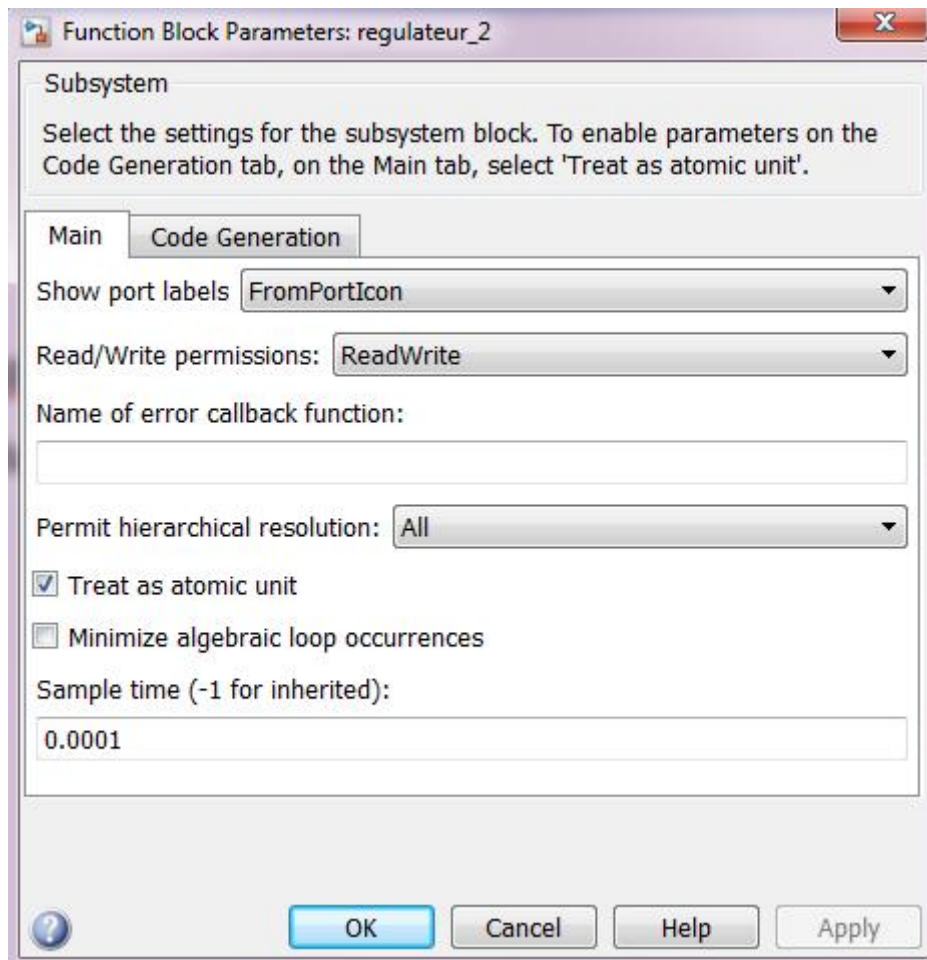 Function Block Parameters: regulateur_2
Subsystem
Select the settings for the subsystem block. To enable parameters on the
Code Generation tab, on the Main tab, select 'Treat as atomic unit'.
Main Code Generation
Show port labels FromPortIcon
Read/Write permissions: ReadWrite
Name of error callback function:
Permit hierarchical resolution: All
Treat as atomic unit
Minimize algebraic loop occurrences
Sample time (-1 for inherited):
0.0001
OK Cancel Help Apply